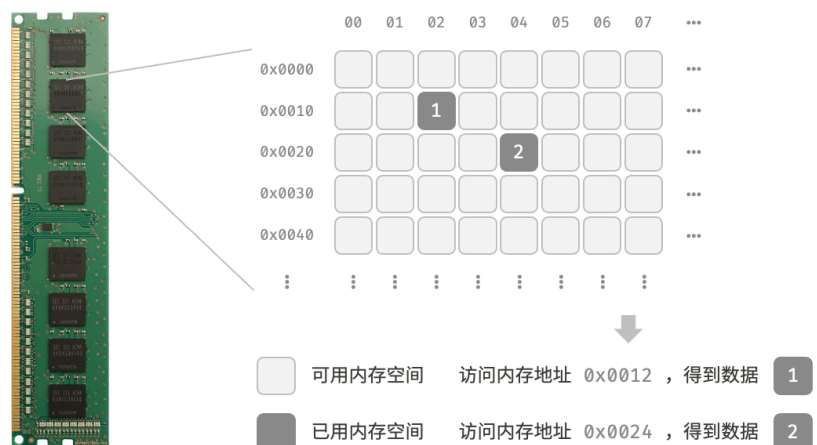 00 01 02 03 04 05 06 07 ···
0x0000 ···
0x0010 1 ···
0x0020 2 ···
0x0030 ···
0x0040 ···
可用内存空间 访问内存地址 0x0012 ，得到数据 1
已用内存空间 访问内存地址 0x0024 ，得到数据 2